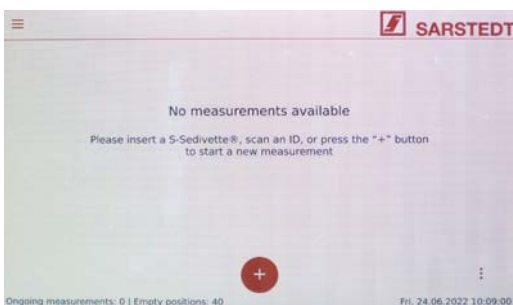 SARSTEDT
No measurements available
Please insert a S-Sedivette®, scan an ID, or press the "+" button
to start a new measurement
+
Ongoing measurements: 0 | Empty positions: 40
Fri. 24.06.2022 10:09:00